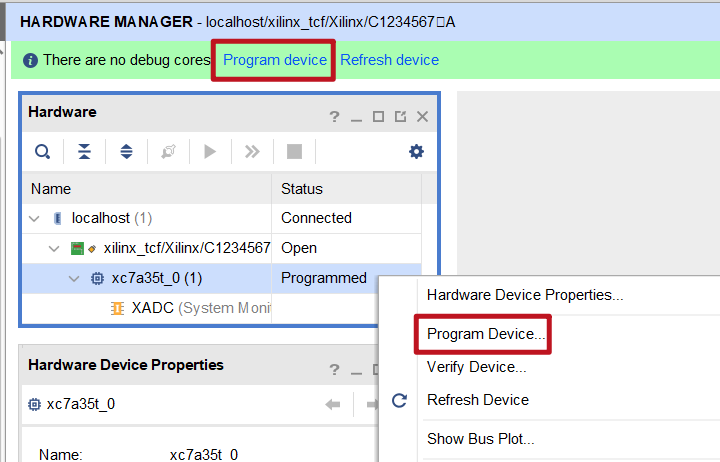 HARDWARE MANAGER - localhost/xilinx_tcf/Xilinx/C1234567□A
There are no debug cores. Program device Refresh device
Hardware
Name Status
localhost (1) Connected
xilinx_tcf/Xilinx/C1234567 Open
xc7a35t_0 (1) Programmed
XADC (System Moni
Hardware Device Properties...
Program Device...
Verify Device...
Refresh Device
Show Bus Plot...
Hardware Device Properties
xc7a35t_0
Name: xc7a35t_0